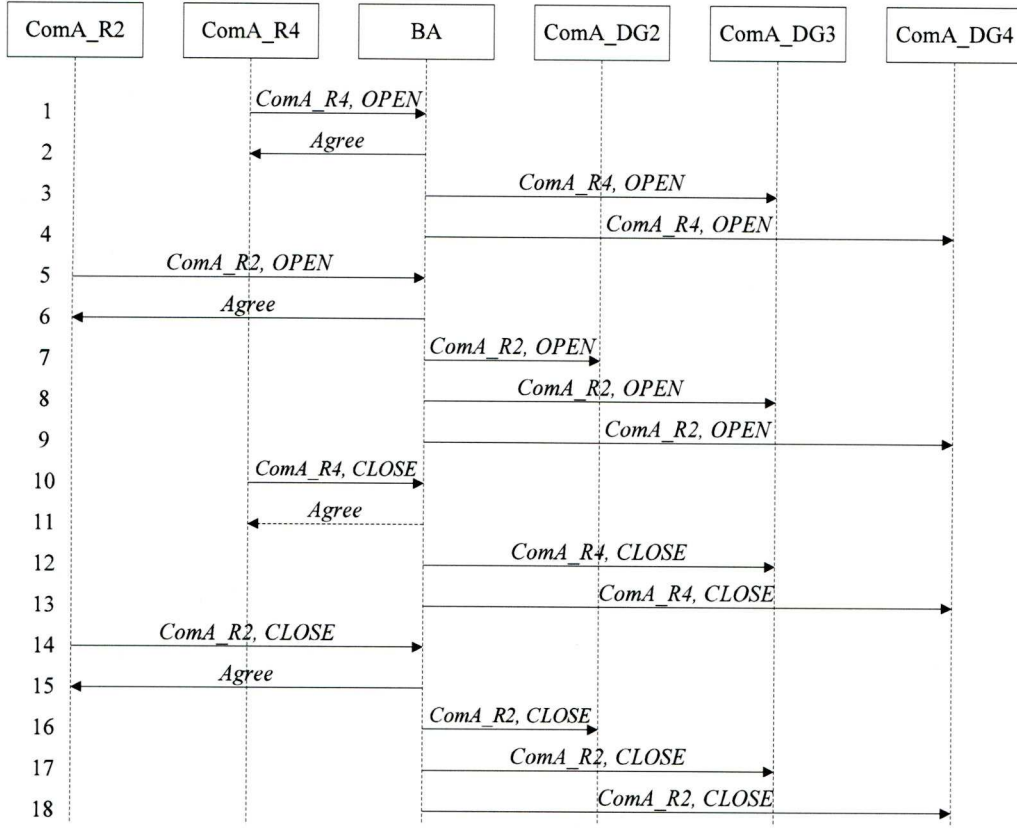 ComA_R2 ComA_R4 BA ComA_DG2 ComA_DG3 ComA_DG4
1 ComA_R4, OPEN
2 Agree
3 ComA_R4, OPEN
4 ComA_R4, OPEN
5 ComA_R2, OPEN
6 Agree
7 ComA_R2, OPEN
8 ComA_R2, OPEN
9 ComA_R2, OPEN
10 ComA_R4, CLOSE
11 Agree
12 ComA_R4, CLOSE
13 ComA_R4, CLOSE
14 ComA_R2, CLOSE
15 Agree
16 ComA_R2, CLOSE
17 ComA_R2, CLOSE
18 ComA_R2, CLOSE